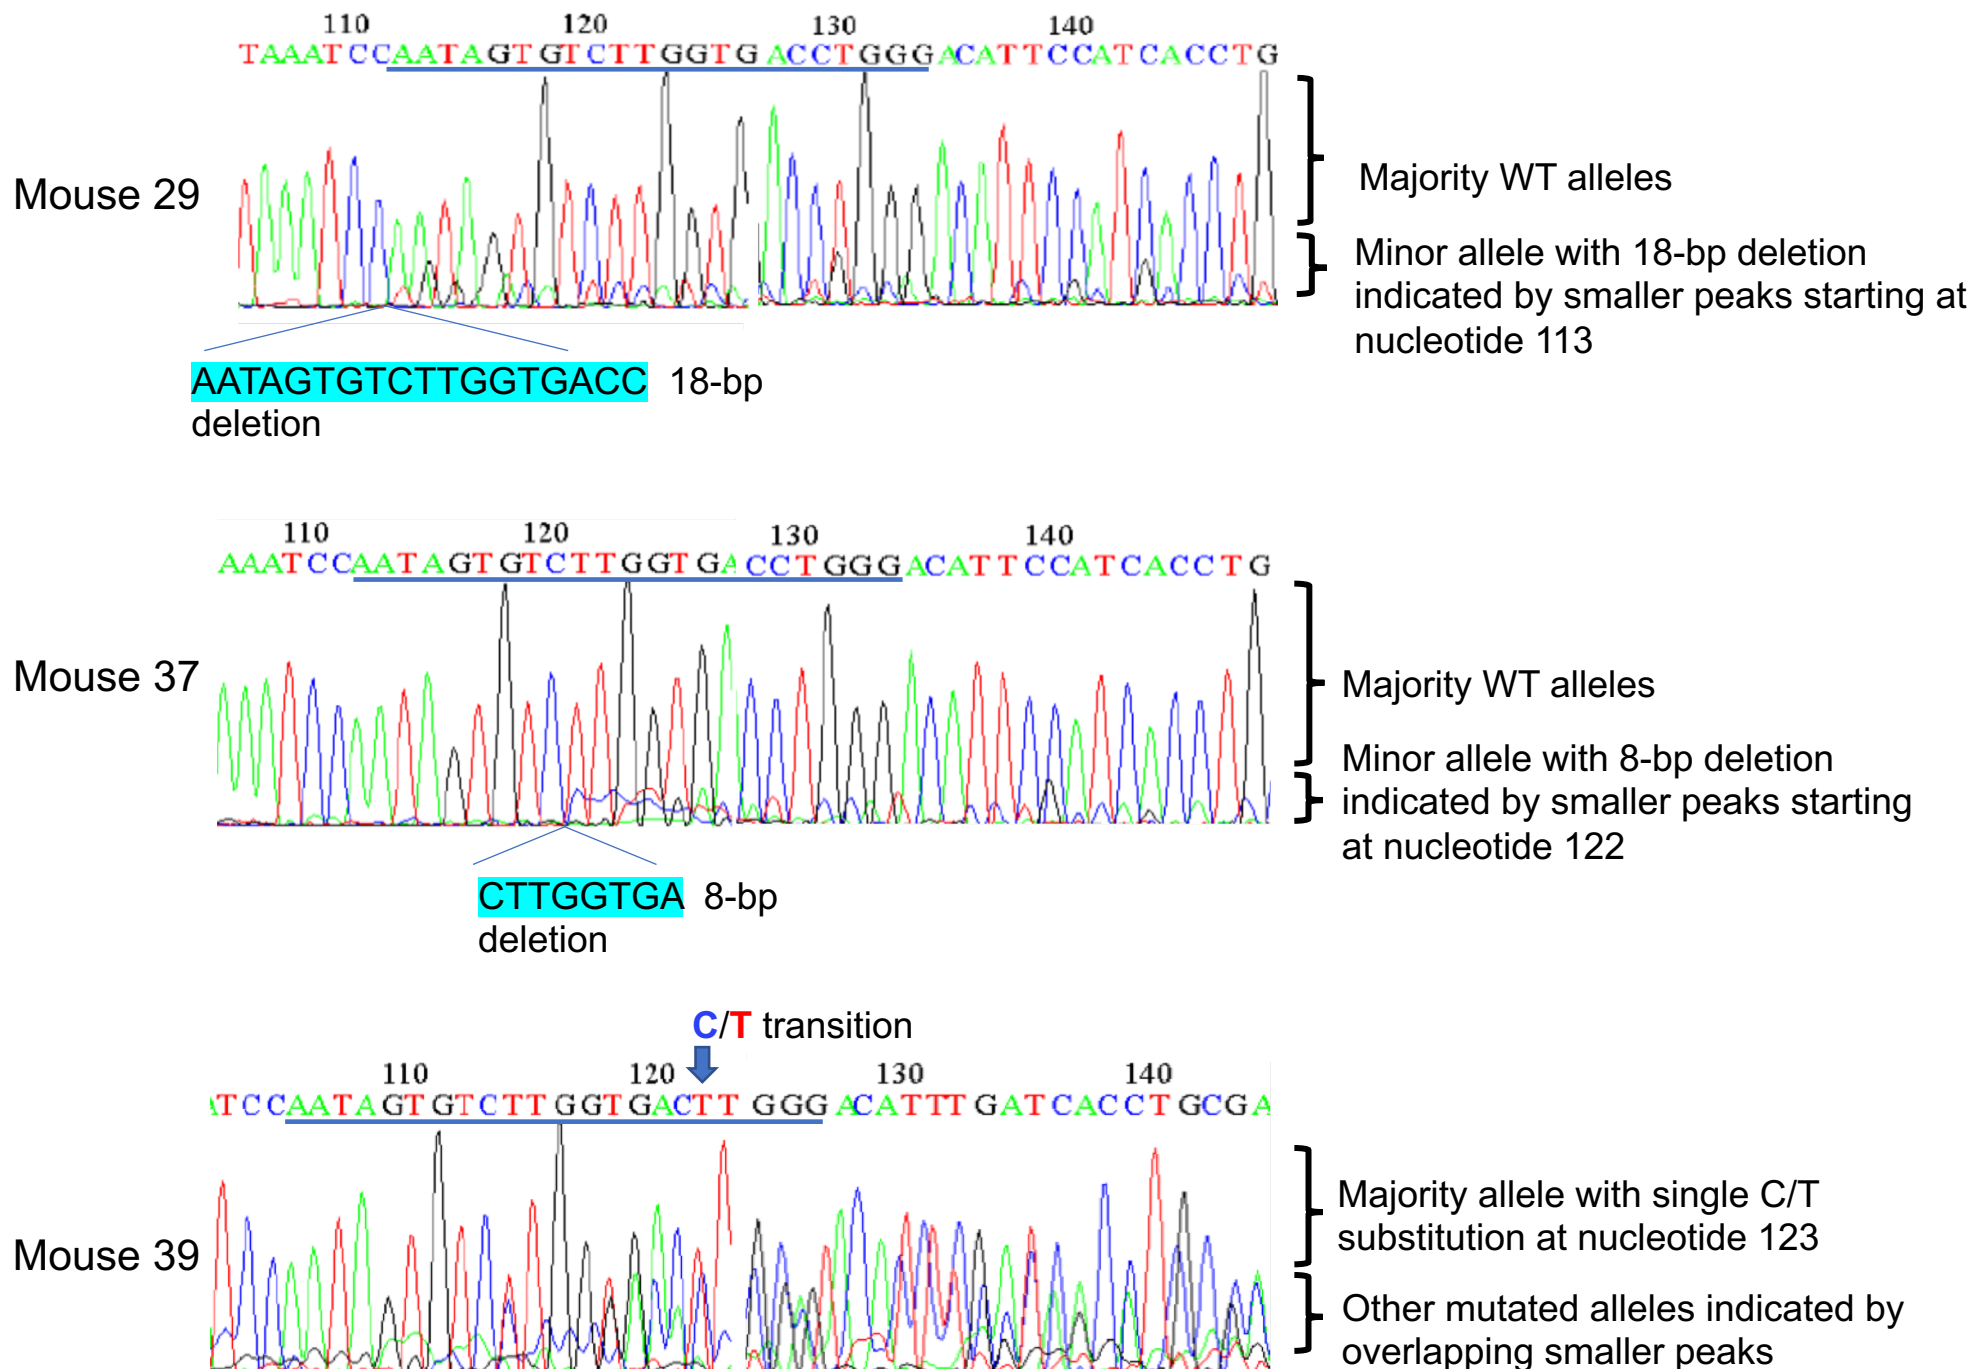 110 120 130 140
TAAATCCAATAGTGTCTTGGTGACCTGGGACATTCCATCACCTG
Mouse 29
Majority WT alleles
Minor allele with 18-bp deletion
indicated by smaller peaks starting at
nucleotide 113
AATAGTGTCTTGGTGACC 18-bp
deletion
110 120 130 140
AAATCCAATAGTGTCTTGGTGACCTGGGACATTCCATCACCTG
Mouse 37
Majority WT alleles
Minor allele with 8-bp deletion
indicated by smaller peaks starting
at nucleotide 122
CTTGGTGA 8-bp
deletion
C/T transition
110 120 130 140
ATCCAATAGTGTCTTGGTGACTTGGGACATTTGATCACCTGCGA
Mouse 39
Majority allele with single C/T
substitution at nucleotide 123
Other mutated alleles indicated by
overlapping smaller peaks